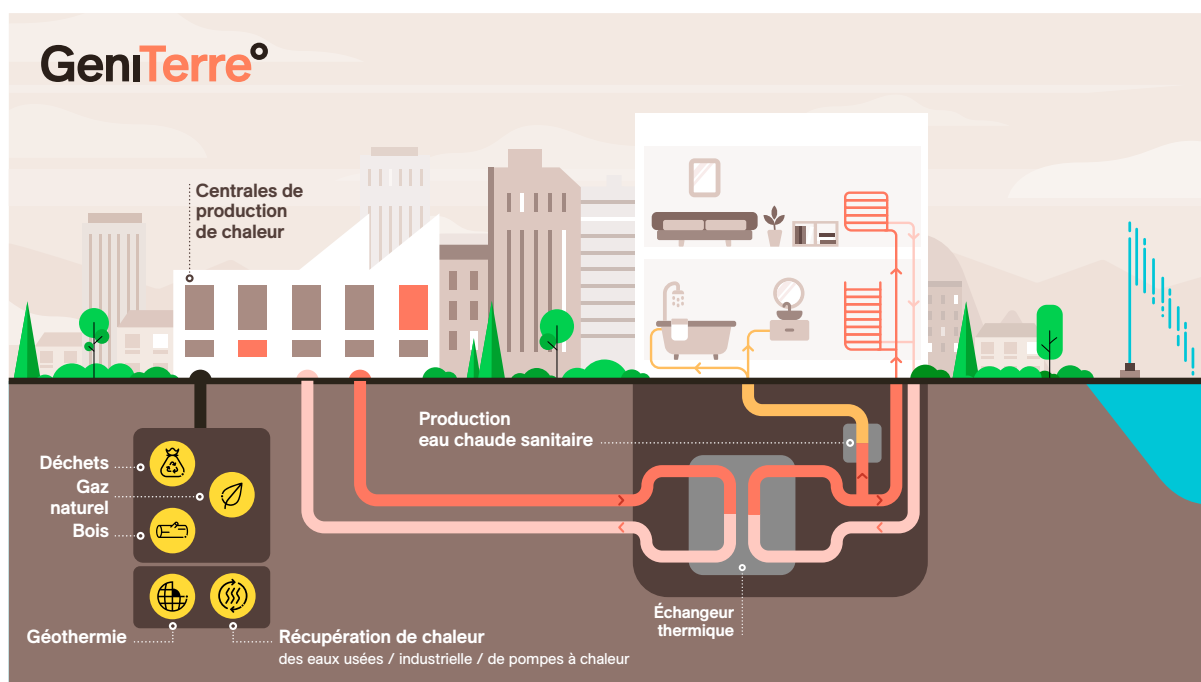 GeniTerre°
Centrales de
production
de chaleur
Production
eau chaude sanitaire
Déchets
Gaz
naturel
Bois
Géothermie
Récupération de chaleur
des eaux usées / industrielle / de pompes à chaleur
Échangeur
thermique